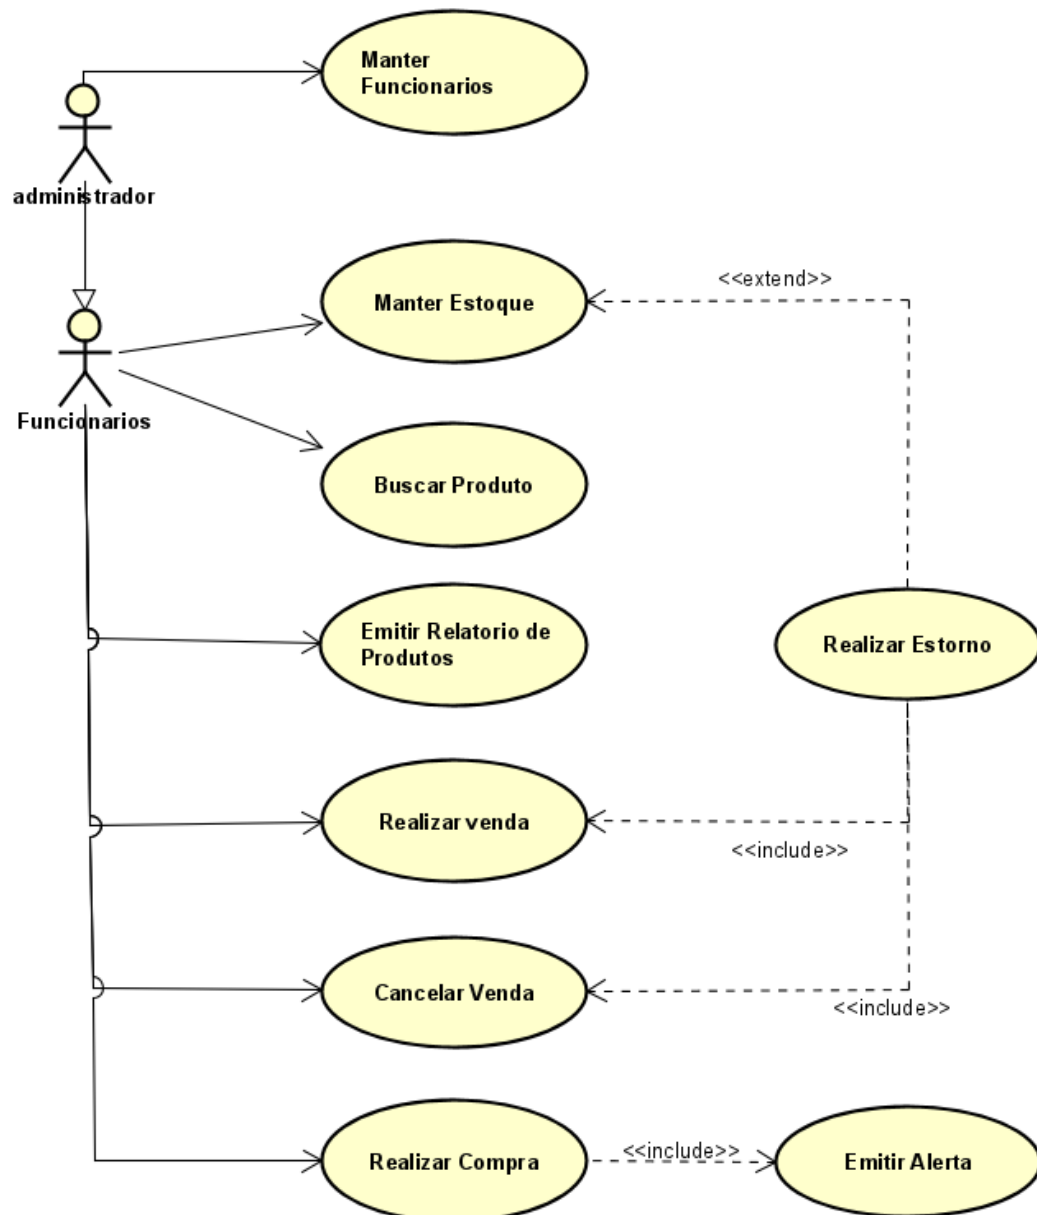 Manter
Funcionarios
administrador
<<extend>>
Manter Estoque
Funcionarios
Buscar Produto
Emitir Relatorio de
Produtos
Realizar Estorno
Realizar venda
<<include>>
Cancelar Venda
<<include>>
<<include>>
Realizar Compra
Emitir Alerta